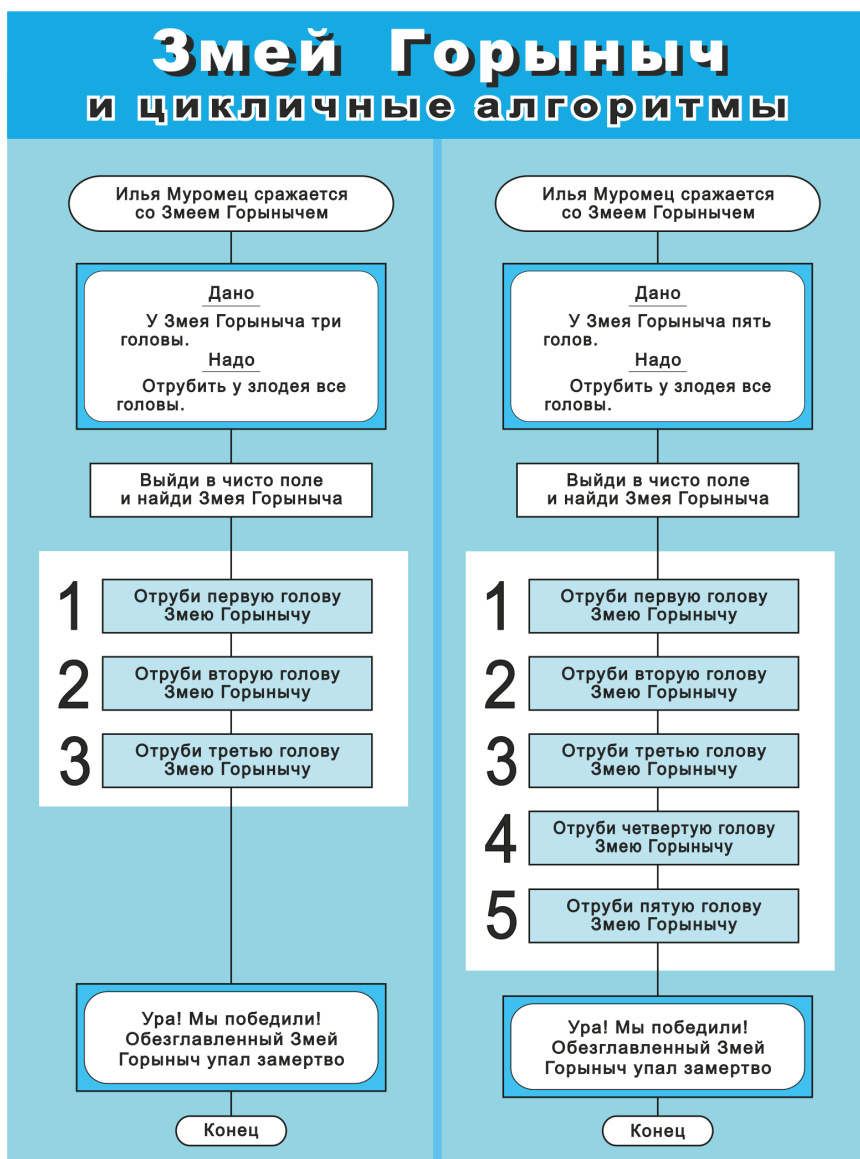 Змей Горыныч
и цикличные алгоритмы
Илья Муромец сражается
со Змеем Горынычем
Дано
У Змея Горыныча три
головы.
Надо
Отрубить у злодея все
головы.
Выйди в чисто поле
и найди Змея Горыныча
1
Отруби первую голову
Змею Горынычу
2
Отруби вторую голову
Змею Горынычу
3
Отруби третью голову
Змею Горынычу
Ура! Мы победили!
Обезглавленный Змей
Горыныч упал замертво
Конец
Илья Муромец сражается
со Змеем Горынычем
Дано
У Змея Горыныча пять
голов.
Надо
Отрубить у злодея все
головы.
Выйди в чисто поле
и найди Змея Горыныча
1
Отруби первую голову
Змею Горынычу
2
Отруби вторую голову
Змею Горынычу
3
Отруби третью голову
Змею Горынычу
4
Отруби четвертую голову
Змею Горынычу
5
Отруби пятую голову
Змею Горынычу
Ура! Мы победили!
Обезглавленный Змей
Горыныч упал замертво
Конец